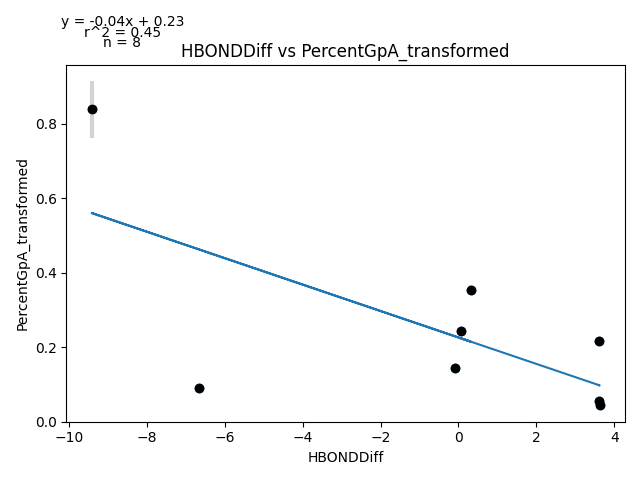 y = -0.04x + 0.23
r^2 = 0.45
n = 8
HBONDDiff vs PercentGpA_transformed
PercentGpA_transformed
0.8
0.6
0.4
0.2
0.0
−10
−8
−6
−4
−2
0
2
4
HBONDDiff